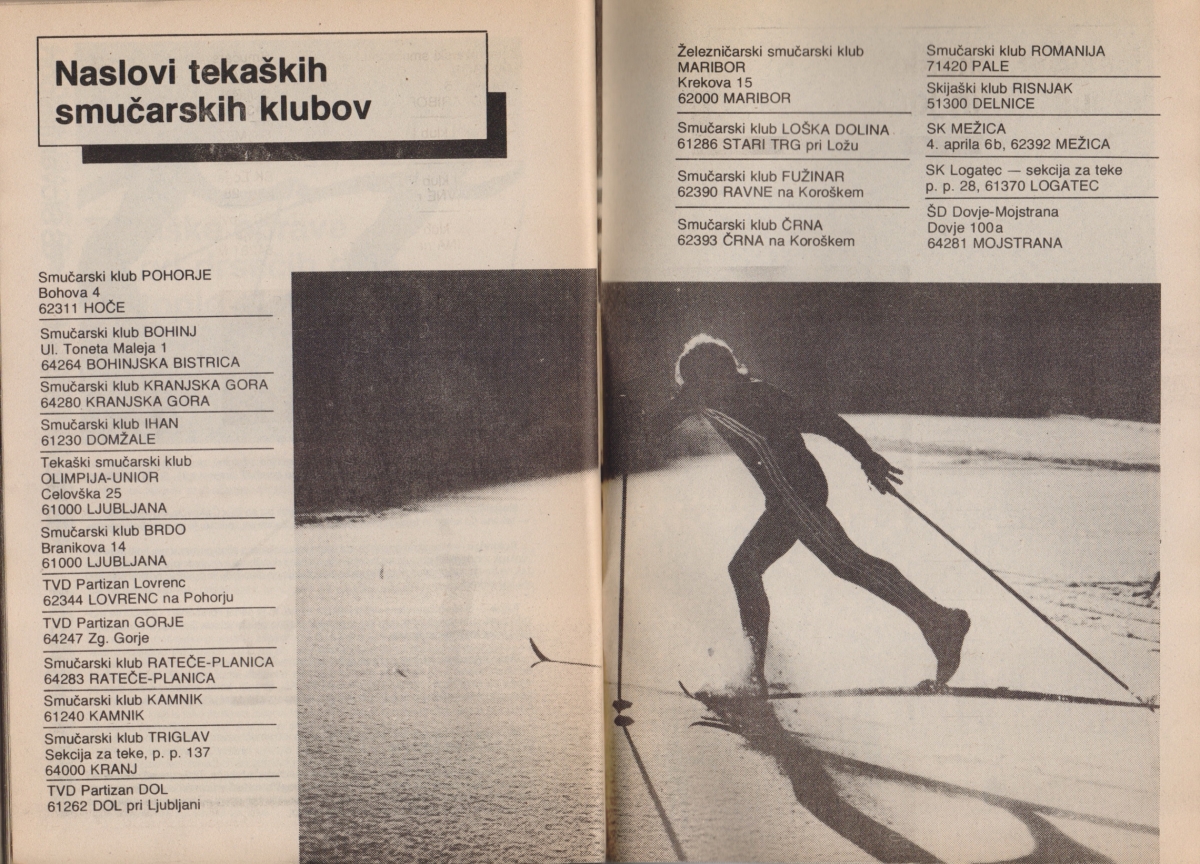 Naslovi tekaških
smučarskih klubov
Smučarski klub POHORJE
Bohova 4
62311 HOČE
Smučarski klub BOHINJ
Ul. Toneta Maleja 1
64264 BOHINJSKA BISTRICA
Smučarski klub KRANJSKA GORA
64280 KRANJSKA GORA
Smučarski klub IHAN
61230 DOMŽALE
Tekaški smučarski klub
OLIMPIJA-UNIOR
Celovška 25
61000 LJUBLJANA
Smučarski klub BRDO
Branikova 14
61000 LJUBLJANA
TVD Partizan Lovrenc
62344 LOVRENC na Pohorju
TVD Partizan GORJE
64247 Zg. Gorje
Smučarski klub RATEČE-PLANICA
64283 RATEČE-PLANICA
Smučarski klub KAMNIK
61240 KAMNIK
Smučarski klub TRIGLAV
Sekcija za teke, p. p. 137
64000 KRANJ
TVD Partizan DOL
61262 DOL pri Ljubljani
Železničarski smučarski klub
MARIBOR
Krekova 15
62000 MARIBOR
Smučarski klub LOŠKA DOLINA
61286 STARI TRG pri Ložu
Smučarski klub FUŽINAR
62390 RAVNE na Koroškem
Smučarski klub ČRNA
62393 ČRNA na Koroškem
Smučarski klub ROMANIJA
71420 PALE
Skijaški klub RISNJAK
51300 DELNICE
SK MEŽICA
4. aprila 6b, 62392 MEŽICA
SK Logatec — sekcija za teke
p. p. 28, 61370 LOGATEC
ŠD Dovje-Mojstrana
Dovje 100a
64281 MOJSTRANA